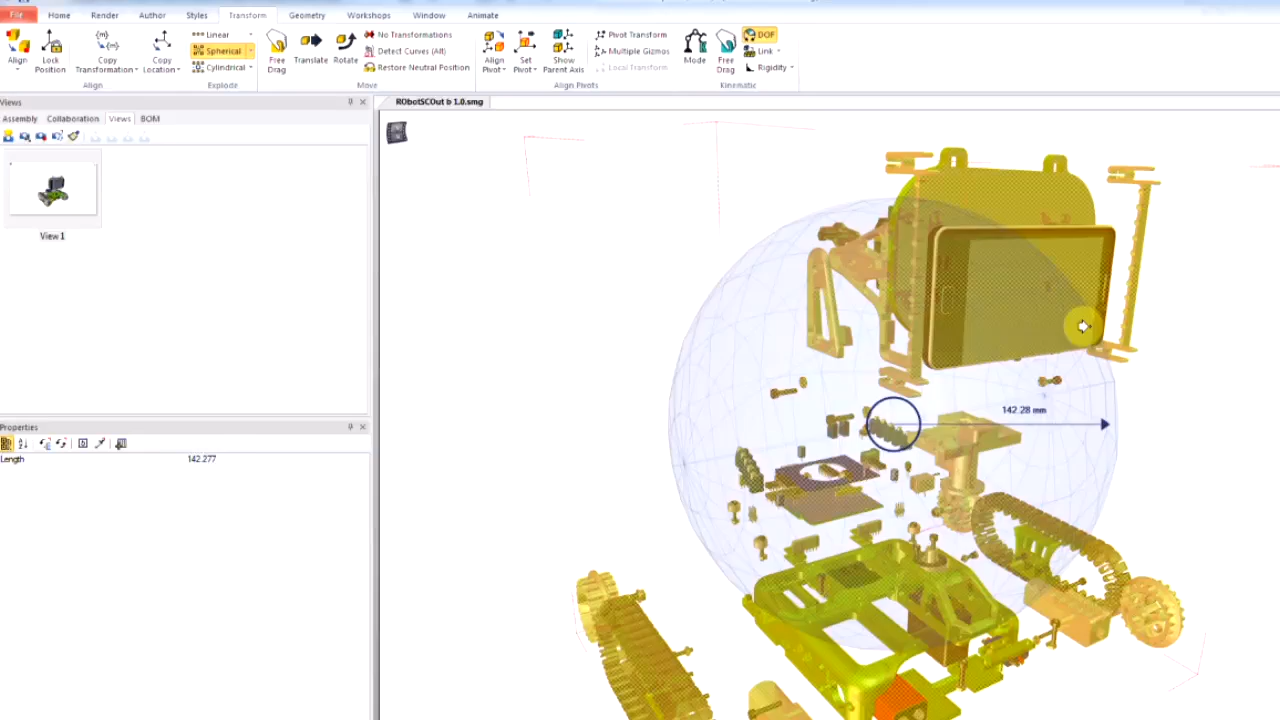 File Home Render Author Styles Transform Geometry Workshops Window Animate
Linear
Spherical
Cylindrical
No Transformations
Detect Curves (Alt)
Restore Neutral Position
Pivot Transform
Multiple Gizmos
Local Transform
DOF
Link
Rigidity
Align
Lock Position
Copy Transformation
Copy Location
Free Drag
Translate
Rotate
Align Pivot
Set Pivot
Show Parent Axis
Mode
Free Drag
Align Explode Move Align Pivots Kinematic
Views
RObotSCOut b 1.0.smg
Assembly Collaboration Views BOM
View 1
142.28 mm
Properties
Length 142.277